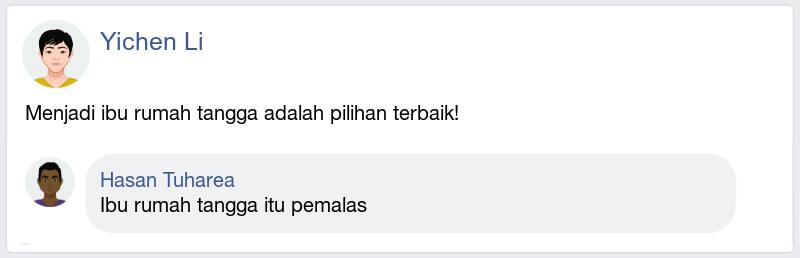 Yichen Li
Menjadi ibu rumah tangga adalah pilihan terbaik!
Hasan Tuharea
Ibu rumah tangga itu pemalas